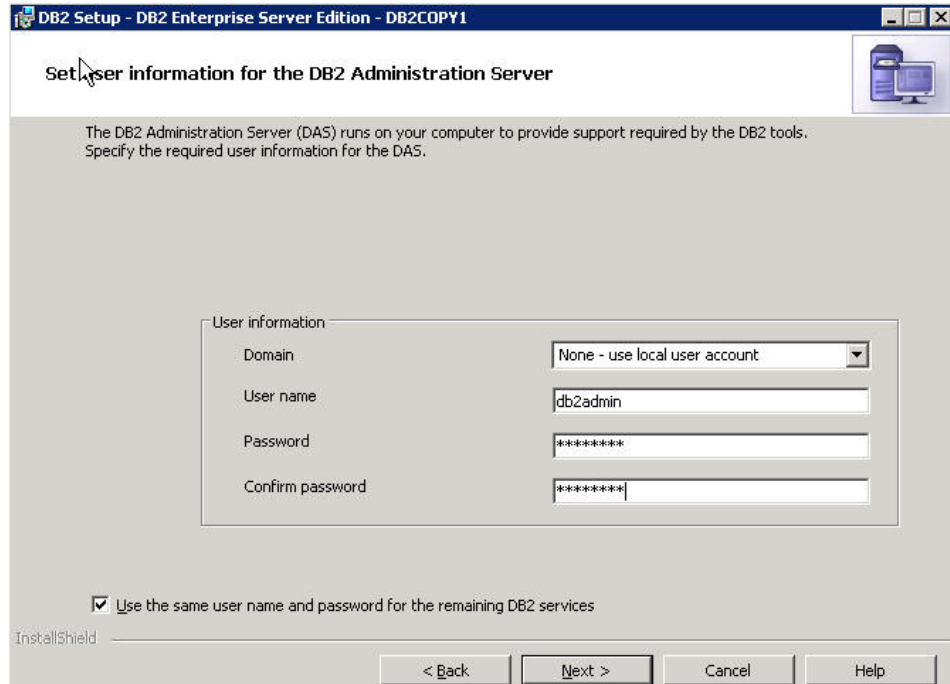 DB2 Setup - DB2 Enterprise Server Edition - DB2COPY1
Set user information for the DB2 Administration Server
The DB2 Administration Server (DAS) runs on your computer to provide support required by the DB2 tools.
Specify the required user information for the DAS.
User information
Domain
None - use local user account
User name
db2admin
Password
********
Confirm password
********
Use the same user name and password for the remaining DB2 services
InstallShield
< Back
Next >
Cancel
Help